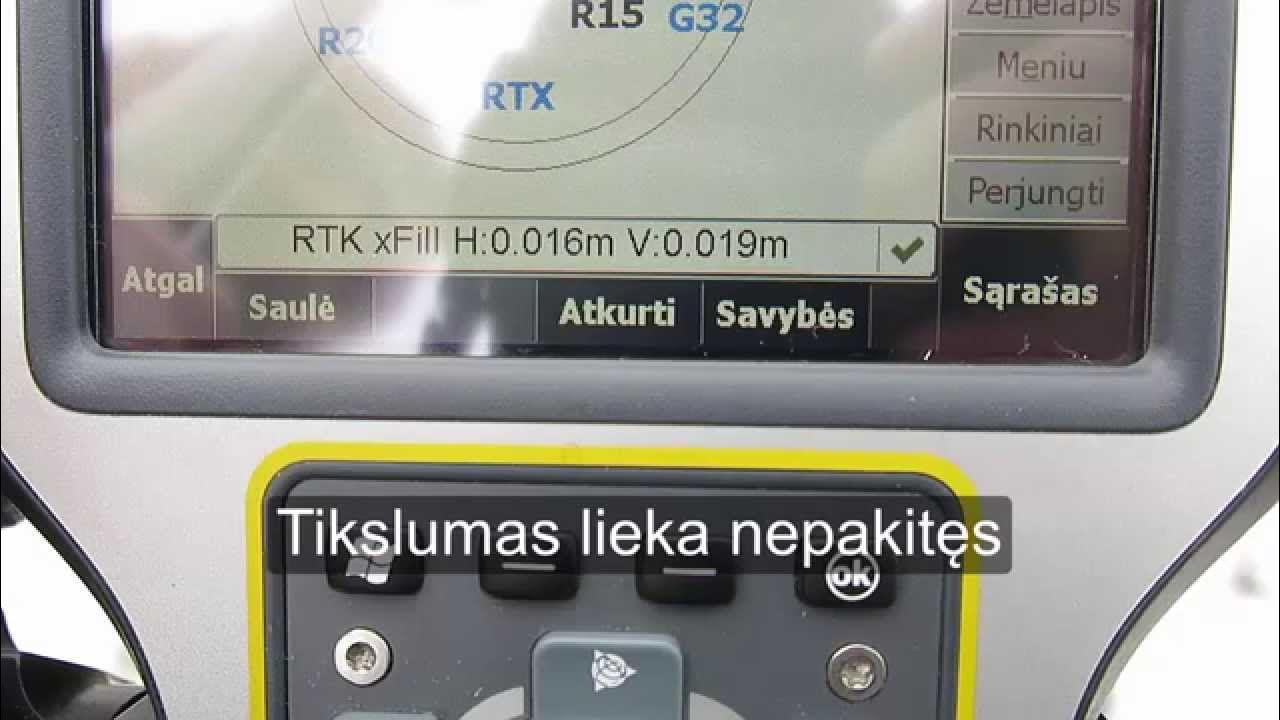 R15 G32
RTX
Žemėlapis
Meniu
Rinkiniai
Perjungti
RTK xFill H:0.016m V:0.019m
Atgal
Saulė
Atkurti
Savybės
Sąrašas
Tikslumas lieka nepakitęs
ok